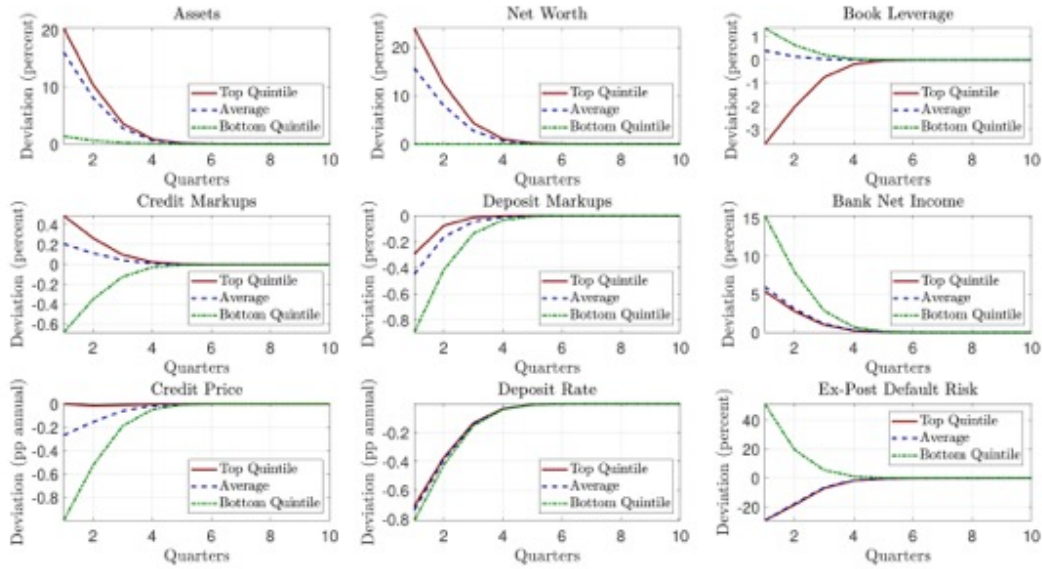 Assets
Deviation (percent)
20
10
0
Top Quintile
Average
Bottom Quintile
2 4 6 8 10
Quarters
Net Worth
Deviation (percent)
20
10
0
Top Quintile
Average
Bottom Quintile
2 4 6 8 10
Quarters
Book Leverage
Deviation (percent)
1
0
-1
-2
-3
Top Quintile
Average
Bottom Quintile
2 4 6 8 10
Quarters
Credit Markups
Deviation (percent)
0.4
0.2
0
-0.2
-0.4
-0.6
Top Quintile
Average
Bottom Quintile
2 4 6 8 10
Quarters
Deposit Markups
Deviation (percent)
0
-0.2
-0.4
-0.6
-0.8
Top Quintile
Average
Bottom Quintile
2 4 6 8 10
Quarters
Bank Net Income
Deviation (percent)
15
10
5
0
Top Quintile
Average
Bottom Quintile
2 4 6 8 10
Quarters
Credit Price
Deviation (pp annual)
0
-0.2
-0.4
-0.6
-0.8
Top Quintile
Average
Bottom Quintile
2 4 6 8 10
Quarters
Deposit Rate
Deviation (pp annual)
-0.2
-0.4
-0.6
-0.8
Top Quintile
Average
Bottom Quintile
2 4 6 8 10
Quarters
Ex-Post Default Risk
Deviation (percent)
40
20
0
-20
Top Quintile
Average
Bottom Quintile
2 4 6 8 10
Quarters